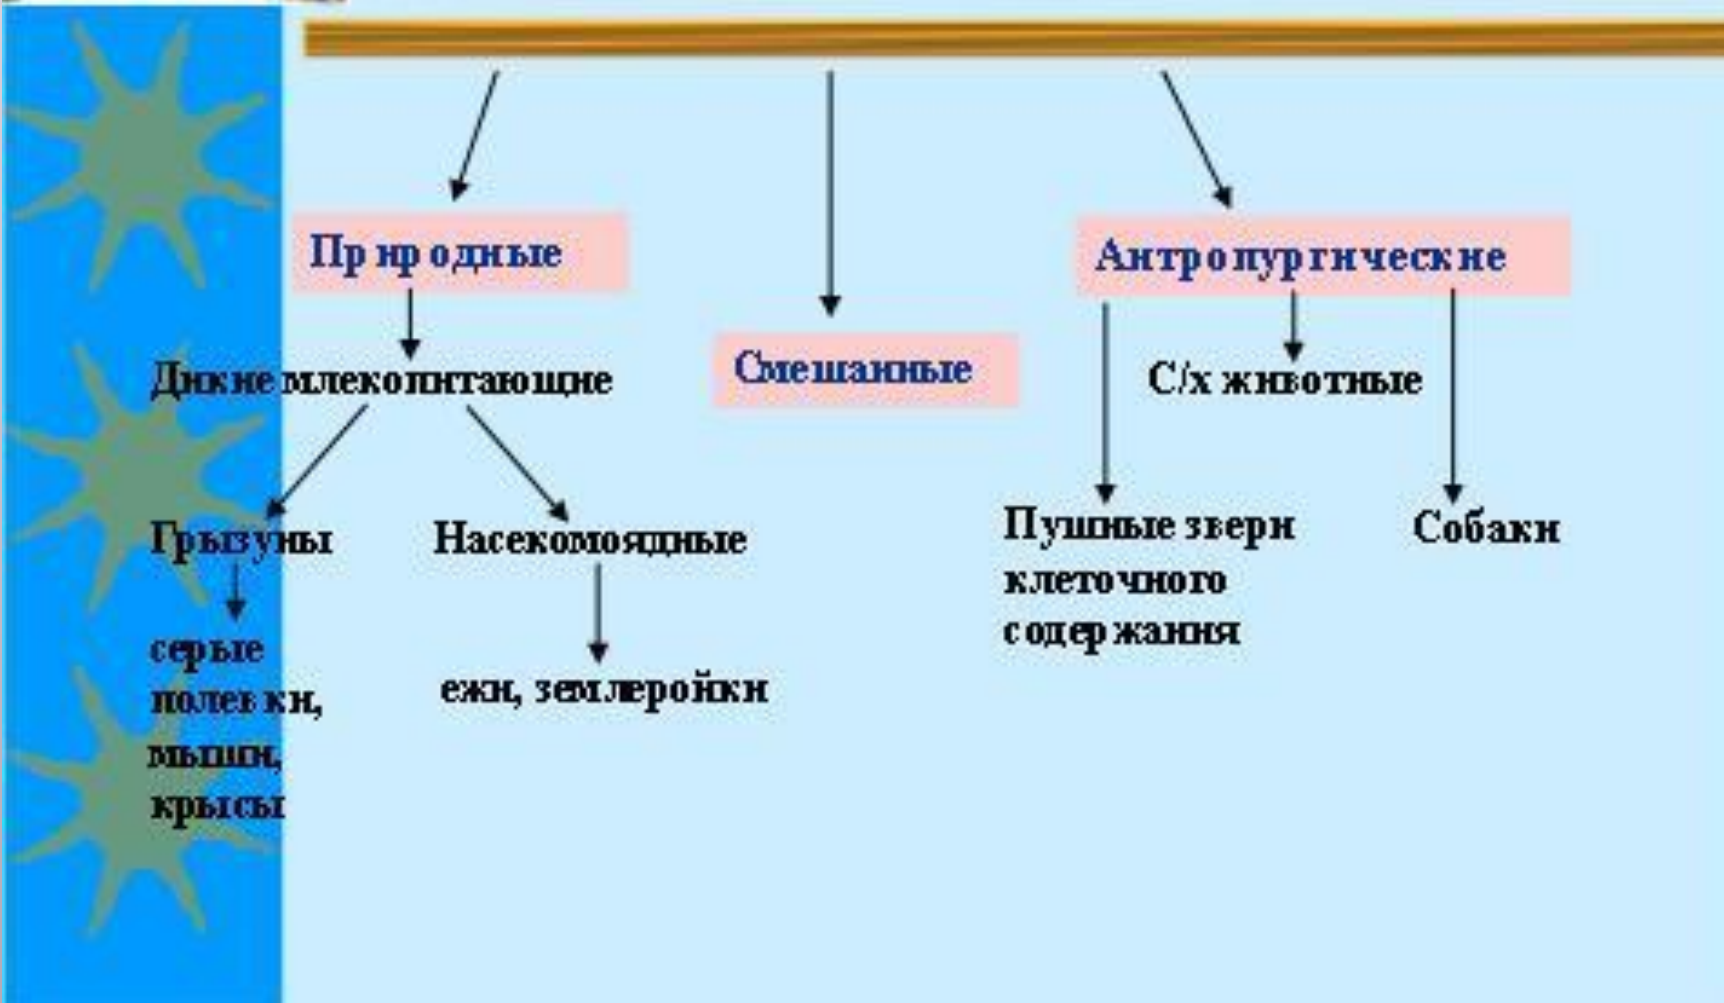 Природные
Антропургические
Смешанные
Дикие млекопитающие
С/х животные
Грызуны
Насекомоядные
Пушные звери
клеточного
содержания
Собаки
серые
полевки,
мыши,
крысы
ежи, землеройки